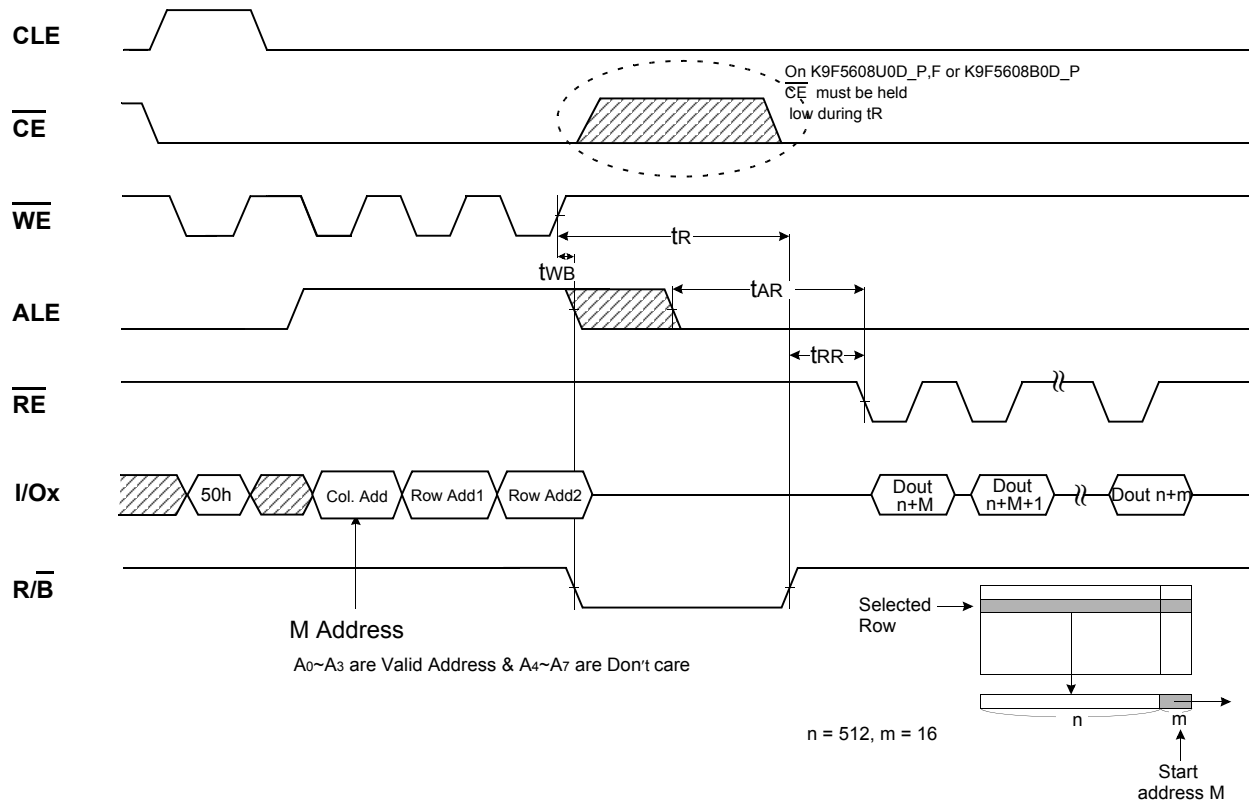 CLE
On K9F5608U0D_P,F or K9F5608B0D_P
CE must be held
low during tR
CE
WE
tR
tWB
ALE
tAR
tRR
RE
I/Ox
50h
Col. Add
Row Add1
Row Add2
Dout
n+M
Dout
n+M+1
Dout n+m
R/B
M Address
A0~A3 are Valid Address & A4~A7 are Don't care
Selected
Row
n
m
n = 512, m = 16
Start
address M